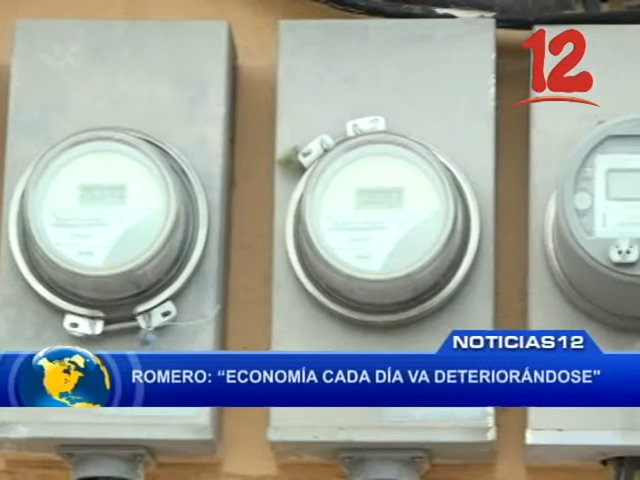 12
NOTICIAS12
ROMERO: “ECONOMÍA CADA DÍA VA DETERIORÁNDOSE"